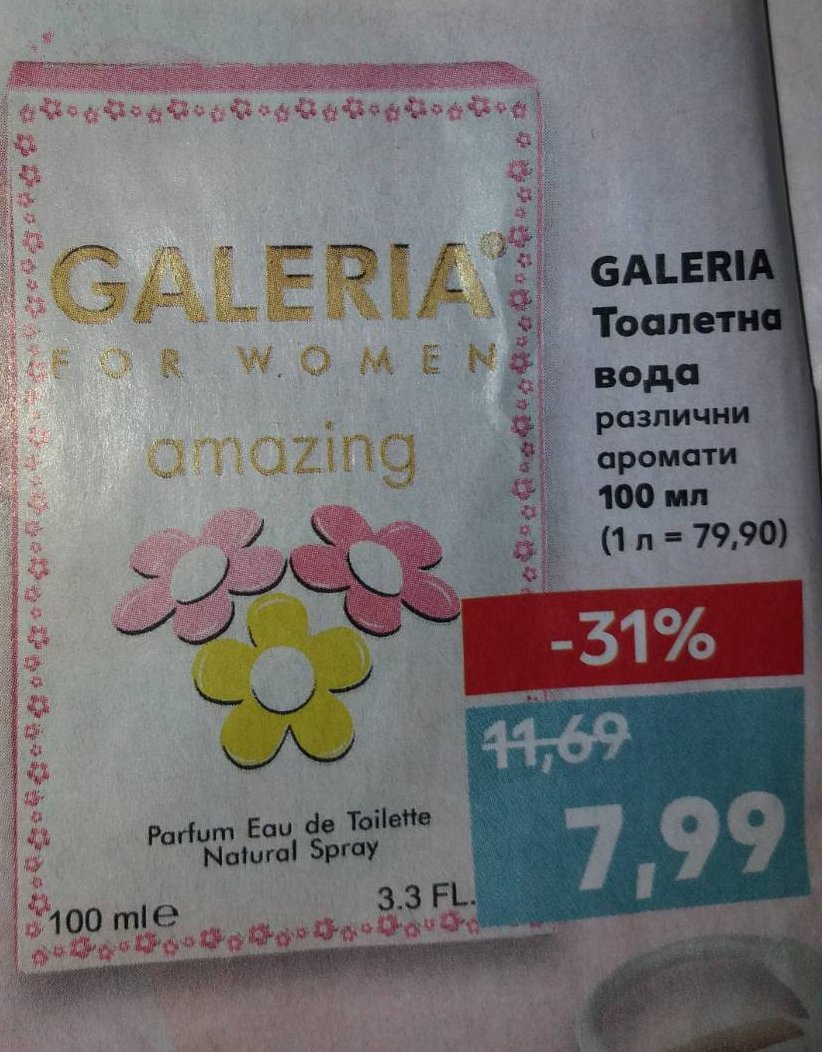 GALERIA®
FOR WOMEN
amazing
Parfum Eau de Toilette
Natural Spray
100 ml e
3.3 FL.
GALERIA
Тоалетна
вода
различни
аромати
100 мл
(1 л = 79,90)
-31%
11,69
7,99